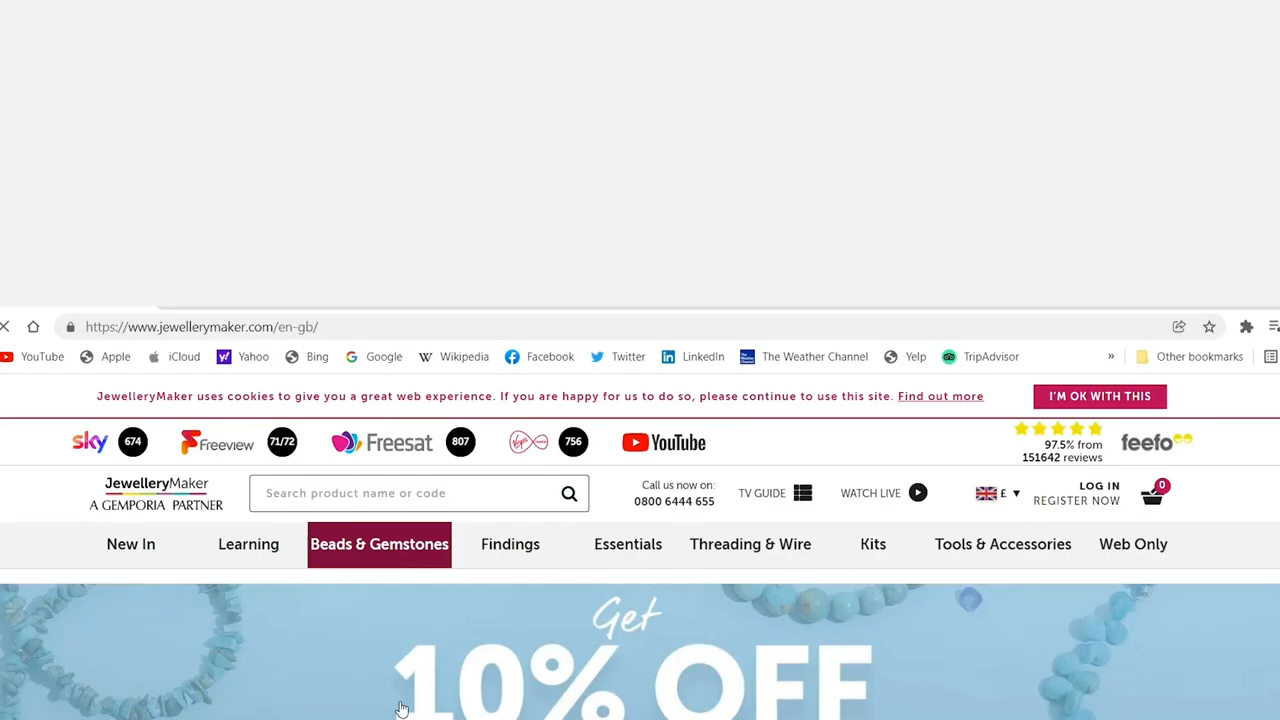 https://www.jewellerymaker.com/en-gb/
YouTube Apple iCloud Yahoo Bing Google Wikipedia Facebook Twitter LinkedIn The Weather Channel Yelp TripAdvisor » Other bookmarks
JewelleryMaker uses cookies to give you a great web experience. If you are happy for us to do so, please continue to use this site. Find out more I'M OK WITH THIS
sky 674 Freeview 71/72 Freesat 807 Virgin media 756 YouTube
97.5% from
151642 reviews
feefo
JewelleryMaker
A GEMPORIA PARTNER
Search product name or code
Call us now on:
0800 6444 655
TV GUIDE
WATCH LIVE
£
LOG IN
REGISTER NOW
0
New In Learning Beads & Gemstones Findings Essentials Threading & Wire Kits Tools & Accessories Web Only
Get
10% OFF